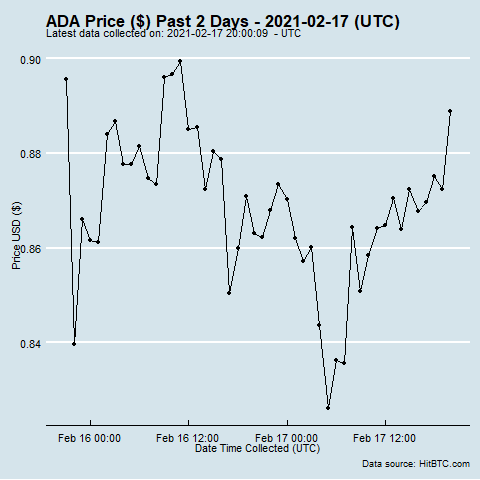 ADA Price ($) Past 2 Days - 2021-02-17 (UTC)
Latest data collected on: 2021-02-17 20:00:09 - UTC
0.90
0.88
0.86
0.84
Price USD ($)
Feb 16 00:00
Feb 16 12:00
Feb 17 00:00
Feb 17 12:00
Date Time Collected (UTC)
Data source: HitBTC.com